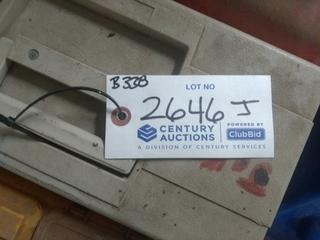 B338
LOT NO
2646 J
CENTURY AUCTIONS
POWERED BY
ClubBid
A DIVISION OF CENTURY SERVICES